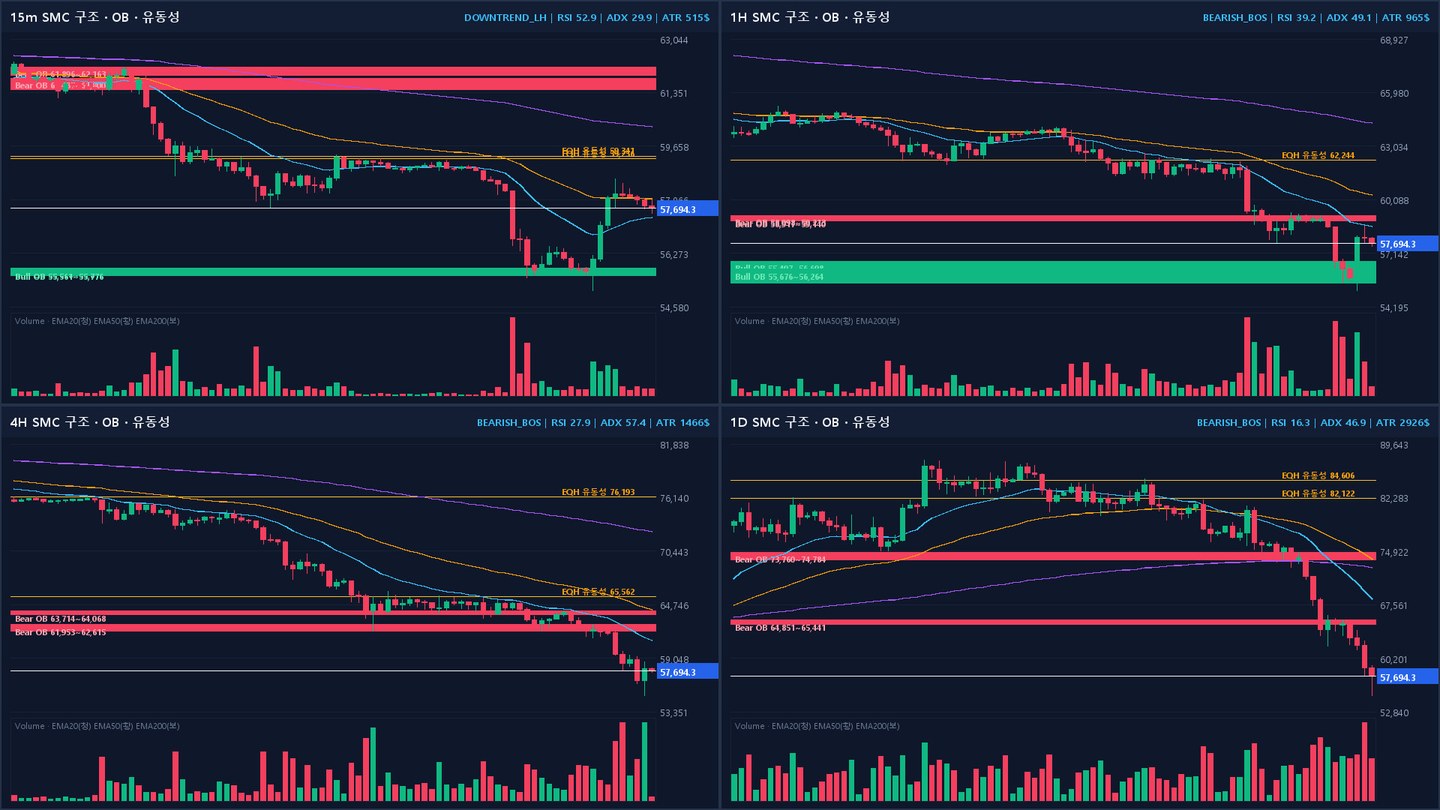 15m SMC 구조 · OB · 유동성
DOWNTREND_LH | RSI 52.9 | ADX 29.9 | ATR 515$
63,044
61,351
59,658
56,273
54,580
57,694.3
Bear OB
EQH 유동성
Bull OB
Volume · EMA20(청) EMA50(황) EMA200(보)
1H SMC 구조 · OB · 유동성
BEARISH_BOS | RSI 39.2 | ADX 49.1 | ATR 965$
68,927
65,980
63,034
60,088
57,142
54,195
57,694.3
EQH 유동성 62,244
Bear OB
Bull OB 55,676~56,264
Volume · EMA20(청) EMA50(황) EMA200(보)
4H SMC 구조 · OB · 유동성
BEARISH_BOS | RSI 27.9 | ADX 57.4 | ATR 1466$
81,838
76,140
70,443
64,746
59,048
53,351
57,694.3
EQH 유동성 76,193
EQH 유동성 65,562
Bear OB 63,714~64,068
Bear OB 61,953~62,615
Volume · EMA20(청) EMA50(황) EMA200(보)
1D SMC 구조 · OB · 유동성
BEARISH_BOS | RSI 16.3 | ADX 46.9 | ATR 2926$
89,643
82,283
74,922
67,561
60,201
52,840
57,694.3
EQH 유동성 84,606
EQH 유동성 82,122
Bear OB 73,760~74,784
Bear OB 64,851~65,441
Volume · EMA20(청) EMA50(황) EMA200(보)